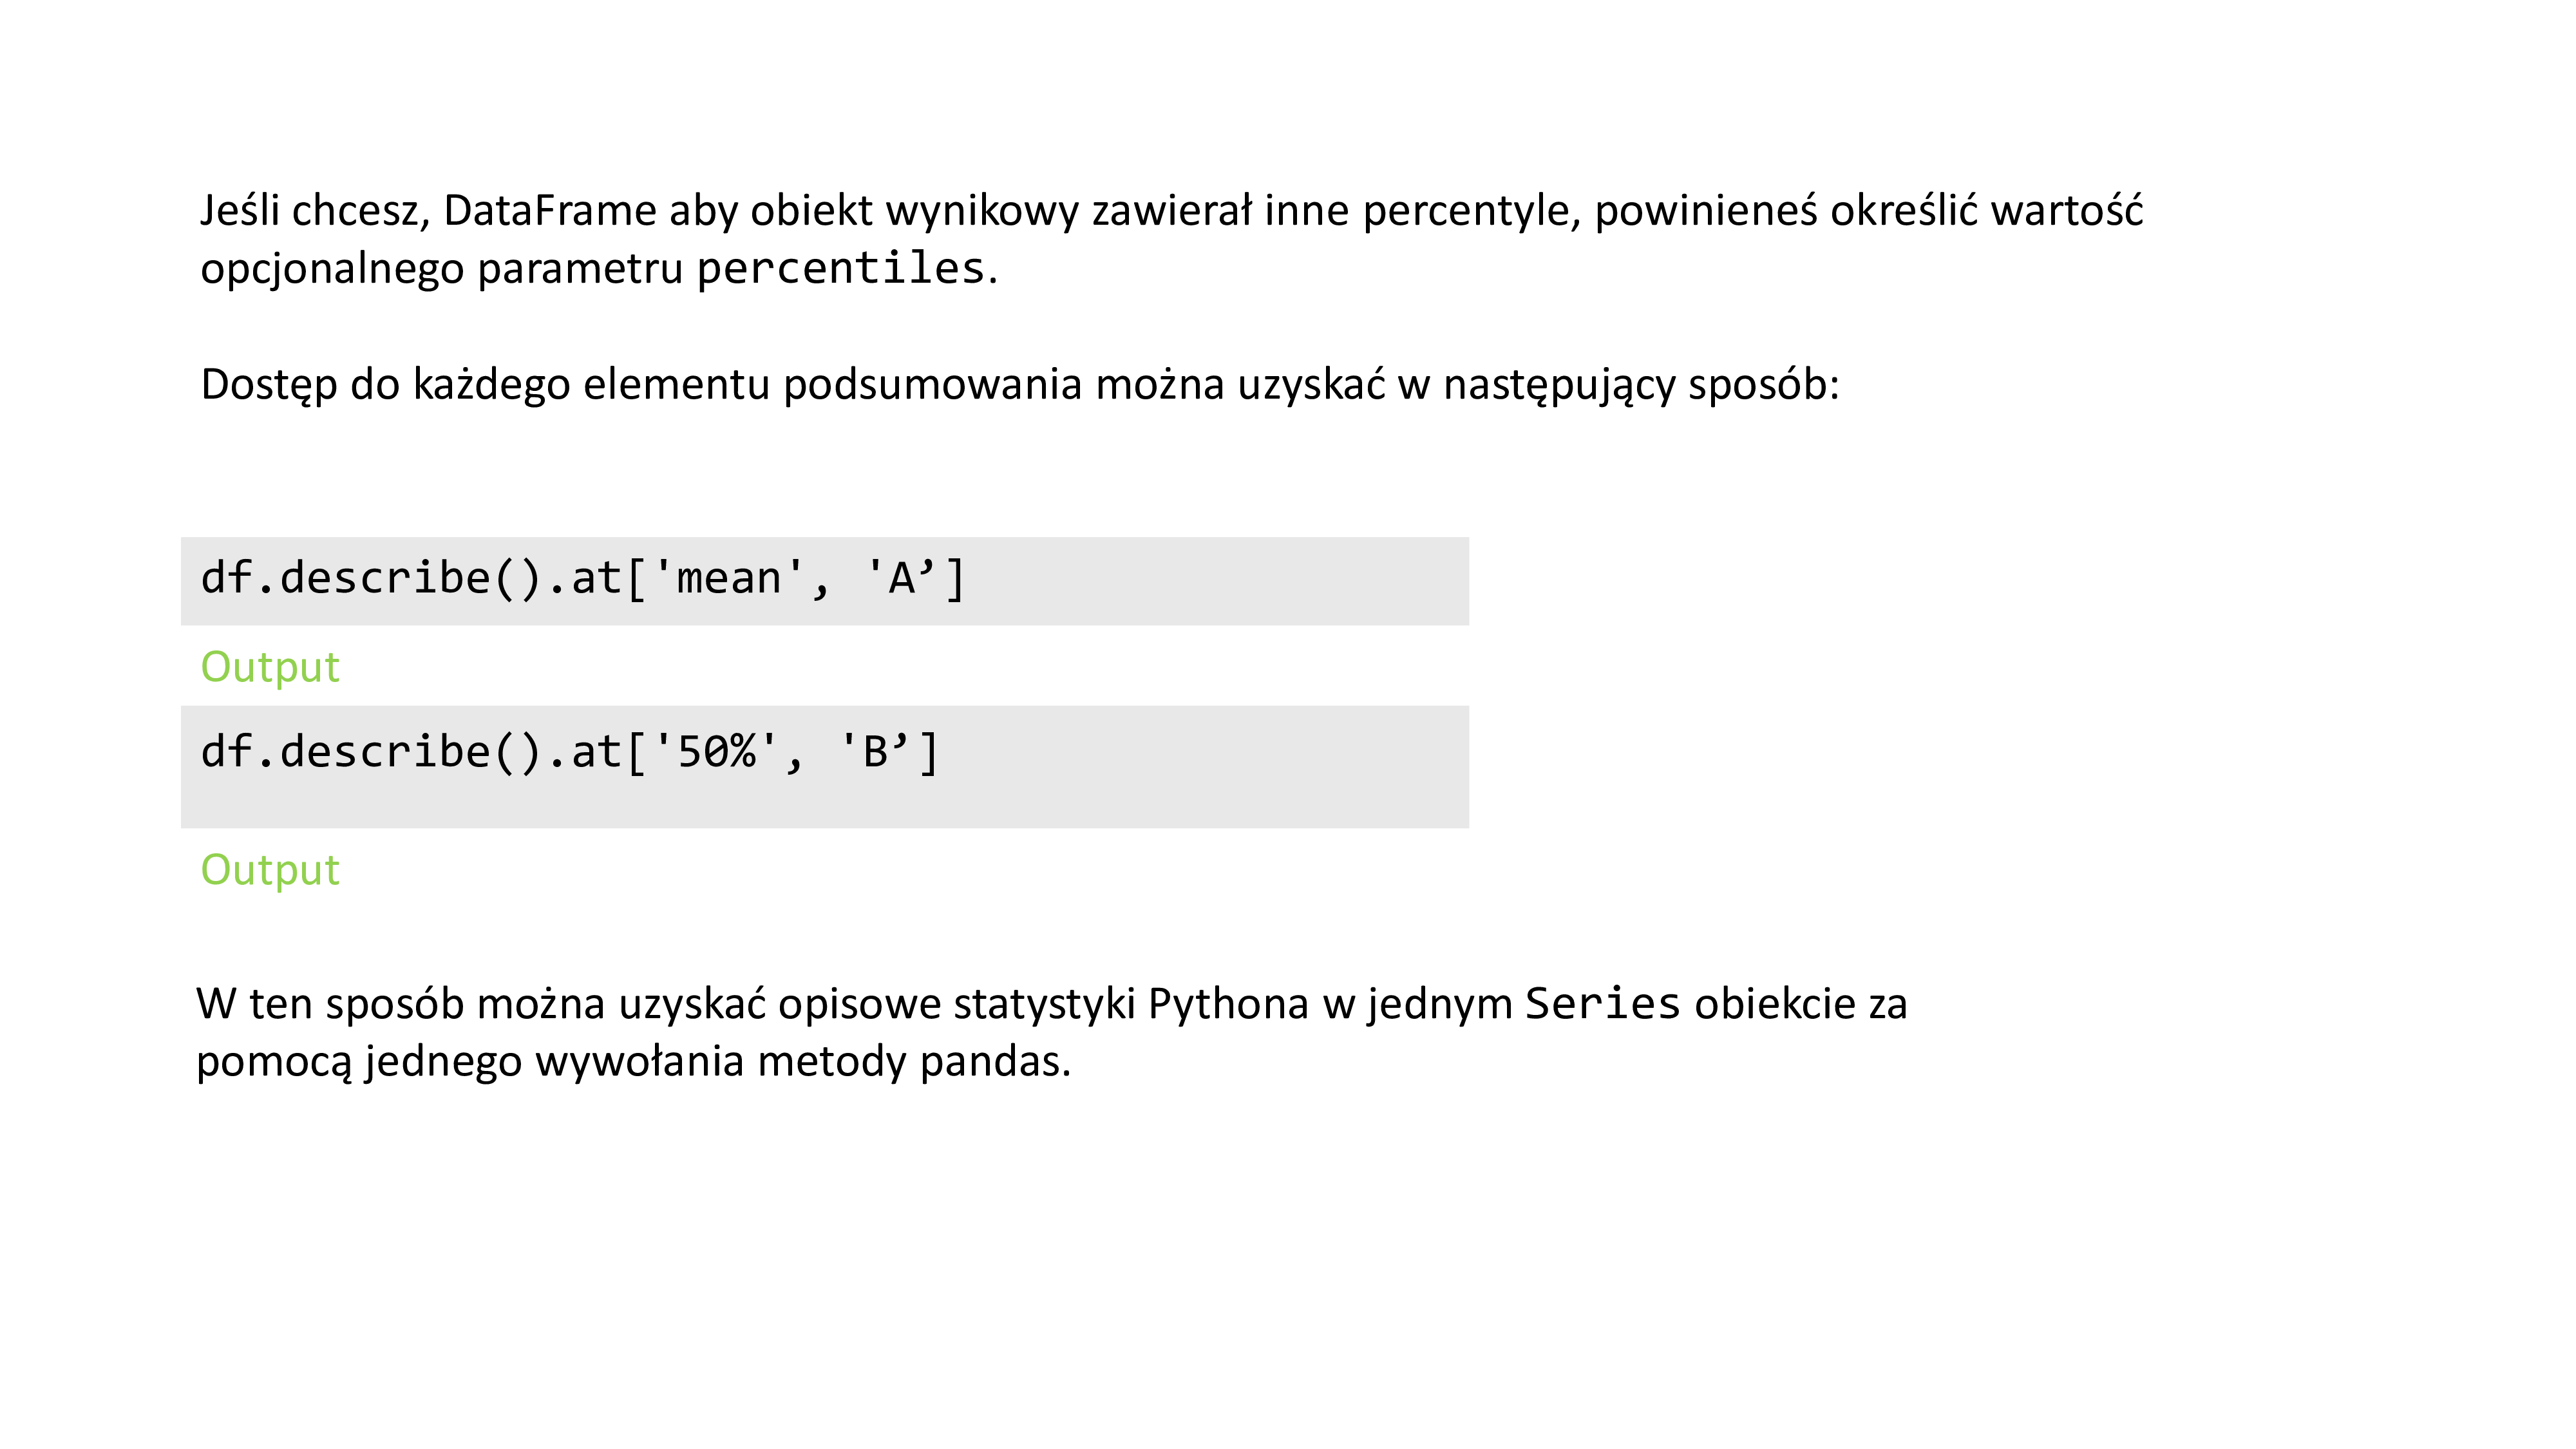 Jeśli chcesz, DataFrame aby obiekt wynikowy zawierał inne percentyle, powinieneś określić wartość
opcjonalnego parametru percentiles.
Dostęp do każdego elementu podsumowania można uzyskać w następujący sposób:
df.describe().at['mean', 'A’]
Output
df.describe().at['50%', 'B’]
Output
W ten sposób można uzyskać opisowe statystyki Pythona w jednym Series obiekcie za
pomocą jednego wywołania metody pandas.